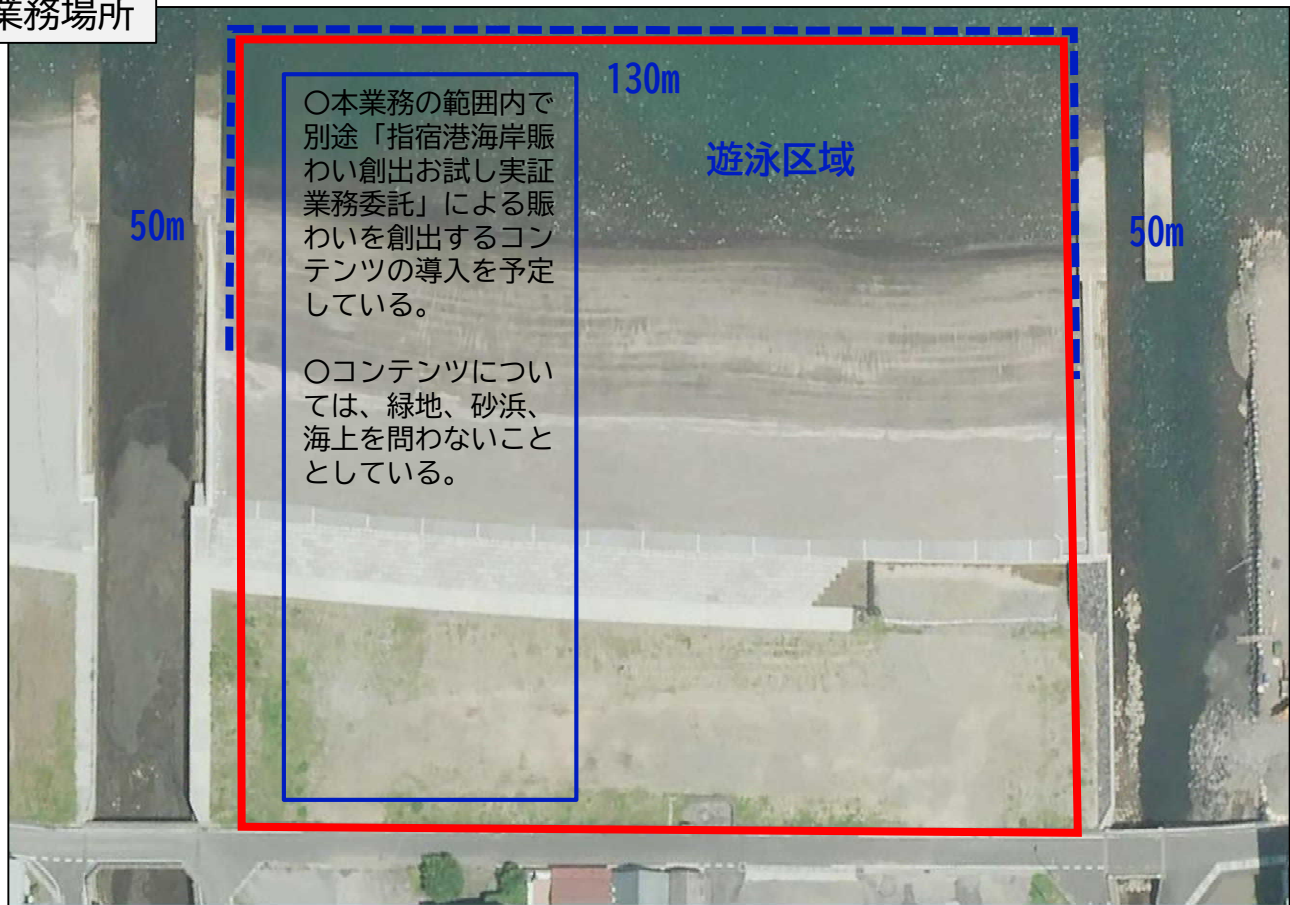 業務場所
130m
〇本業務の範囲内で
別途「指宿港海岸賑
わい創出お試し実証
業務委託」による賑
わいを創出するコン
テンツの導入を予定
している。
〇コンテンツについ
ては、緑地、砂浜、
海上を問わないこと
としている。
遊泳区域
50m
50m